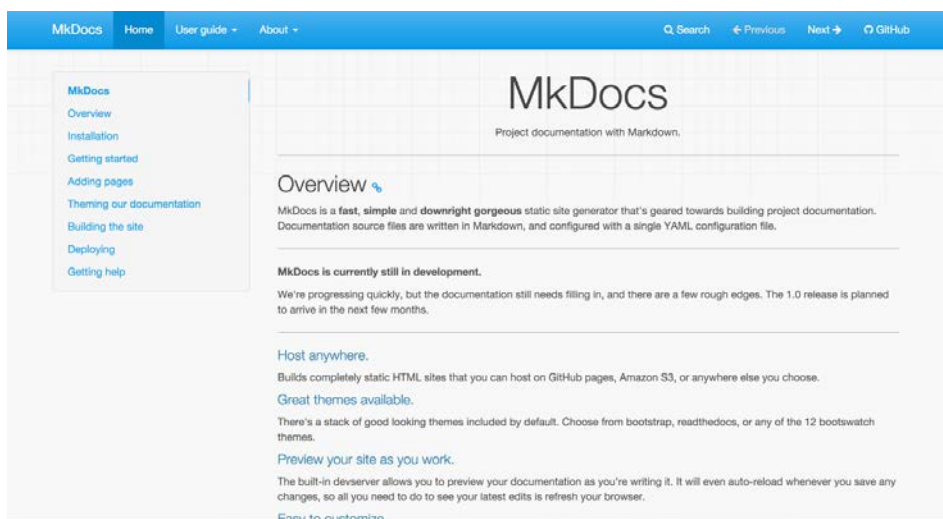 MkDocs Home User guide About Search Previous Next GitHub
MkDocs
Overview
Installation
Getting started
Adding pages
Theming our documentation
Building the site
Deploying
Getting help
MkDocs
Project documentation with Markdown.
Overview
MkDocs is a fast, simple and downright gorgeous static site generator that's geared towards building project documentation.
Documentation source files are written in Markdown, and configured with a single YAML configuration file.
MkDocs is currently still in development.
We're progressing quickly, but the documentation still needs filling in, and there are a few rough edges. The 1.0 release is planned
to arrive in the next few months.
Host anywhere.
Builds completely static HTML sites that you can host on GitHub pages, Amazon S3, or anywhere else you choose.
Great themes available.
There's a stack of good looking themes included by default. Choose from bootstrap, readthedocs, or any of the 12 bootswatch
themes.
Preview your site as you work.
The built-in devserver allows you to preview your documentation as you're writing it. It will even auto-reload whenever you save any
changes, so all you need to do to see your latest edits is refresh your browser.
Easy to customize.